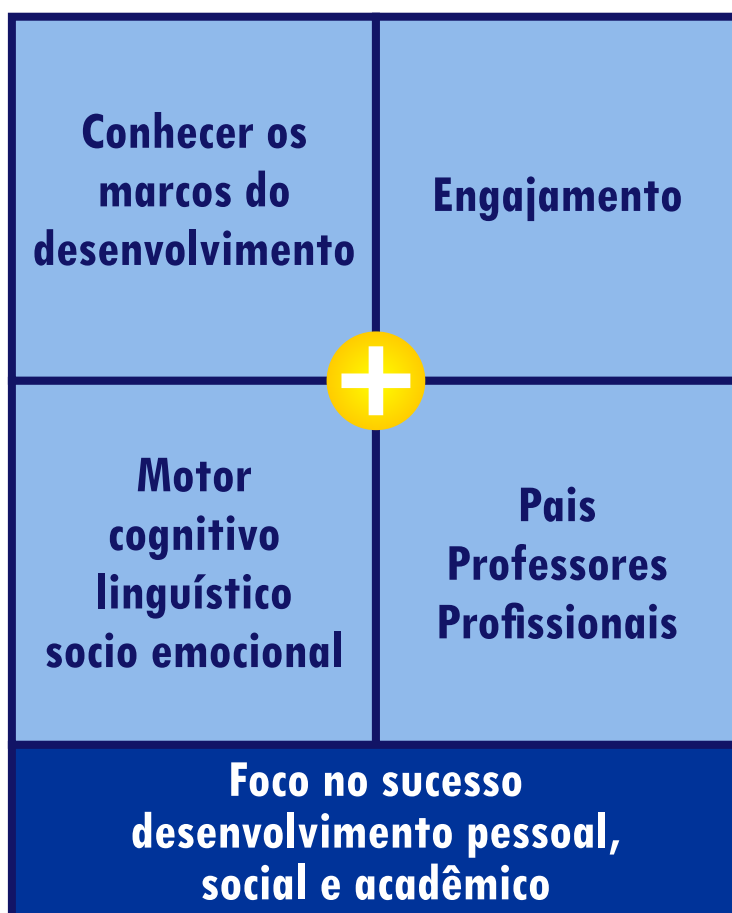 Conhecer os
marcos do
desenvolvimento
Engajamento
Motor
cognitivo
linguístico
socio emocional
Pais
Professores
Profissionais
Foco no sucesso
desenvolvimento pessoal,
social e acadêmico